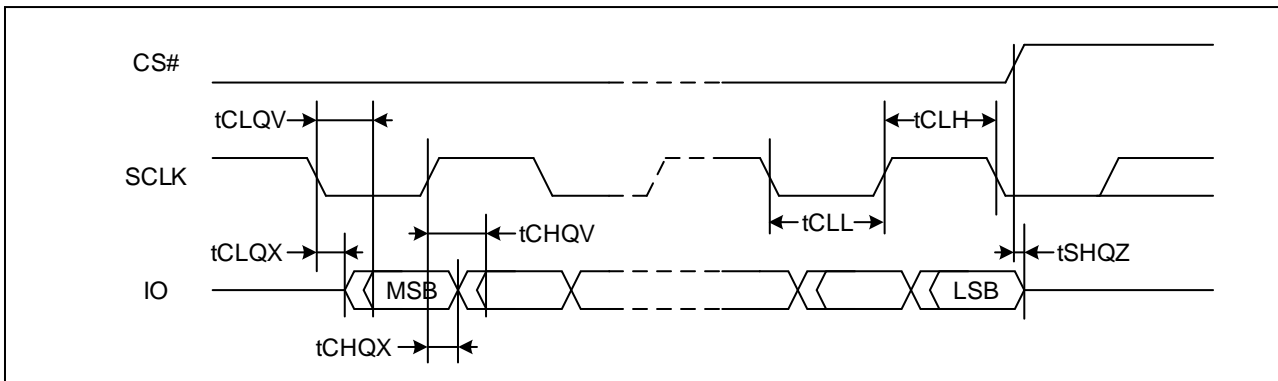 CS#
tCLQV
tCLH
SCLK
tCLL
tCHQV
tCLQX
tSHQZ
IO
MSB
LSB
tCHQX